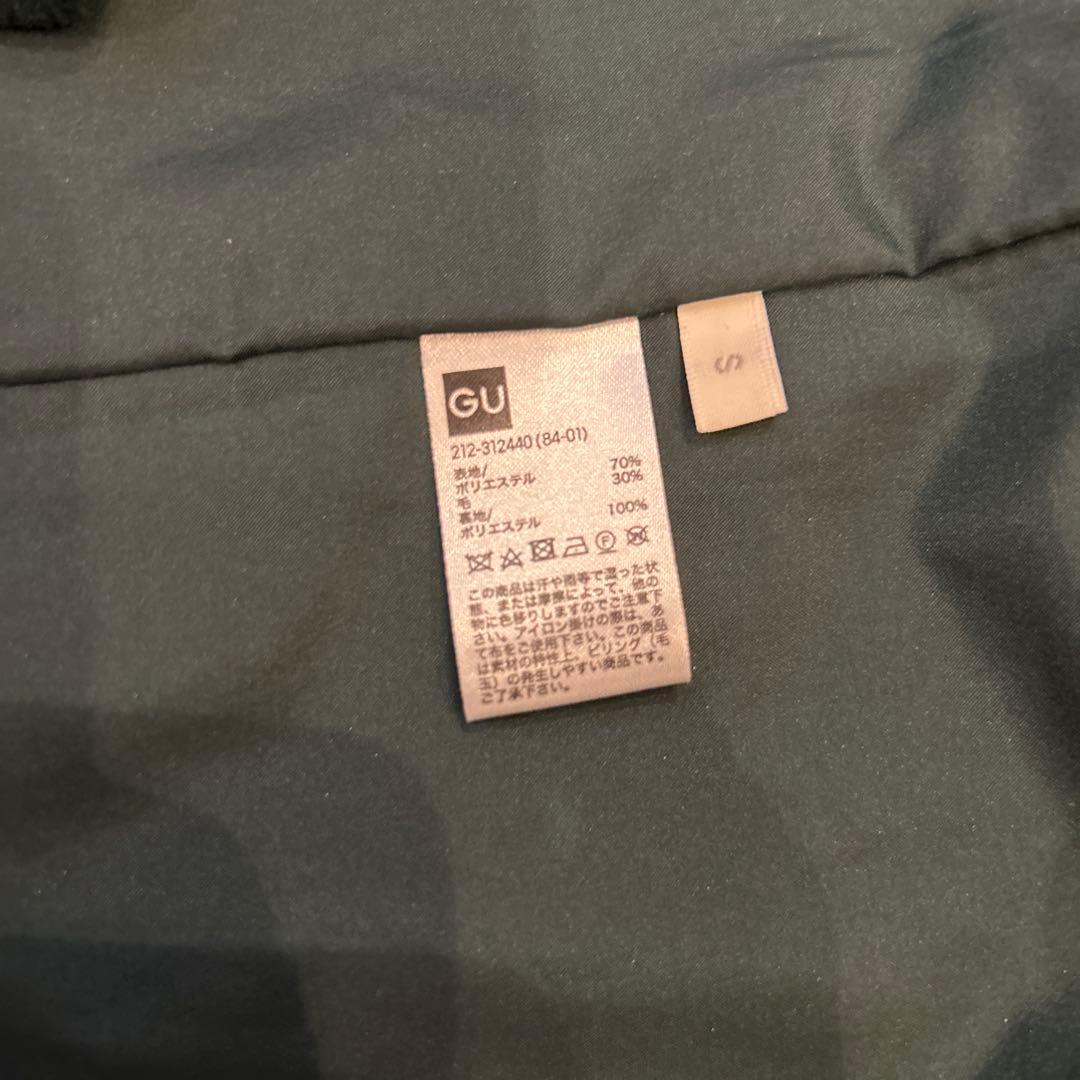 GU
212-312440 (84-01)
表地/
ポリエステル 70%
毛 30%
裏地/
ポリエステル 100%
この商品は汗や雨等で湿った状
態、または摩擦によって、他の
物に色移りしますのでご注意下
さい。アイロン掛けの際は、あ
て布をご使用下さい。この商品
は素材の特性上、ピリング（毛
玉）の発生しやすい商品です。
ご了承下さい。
S